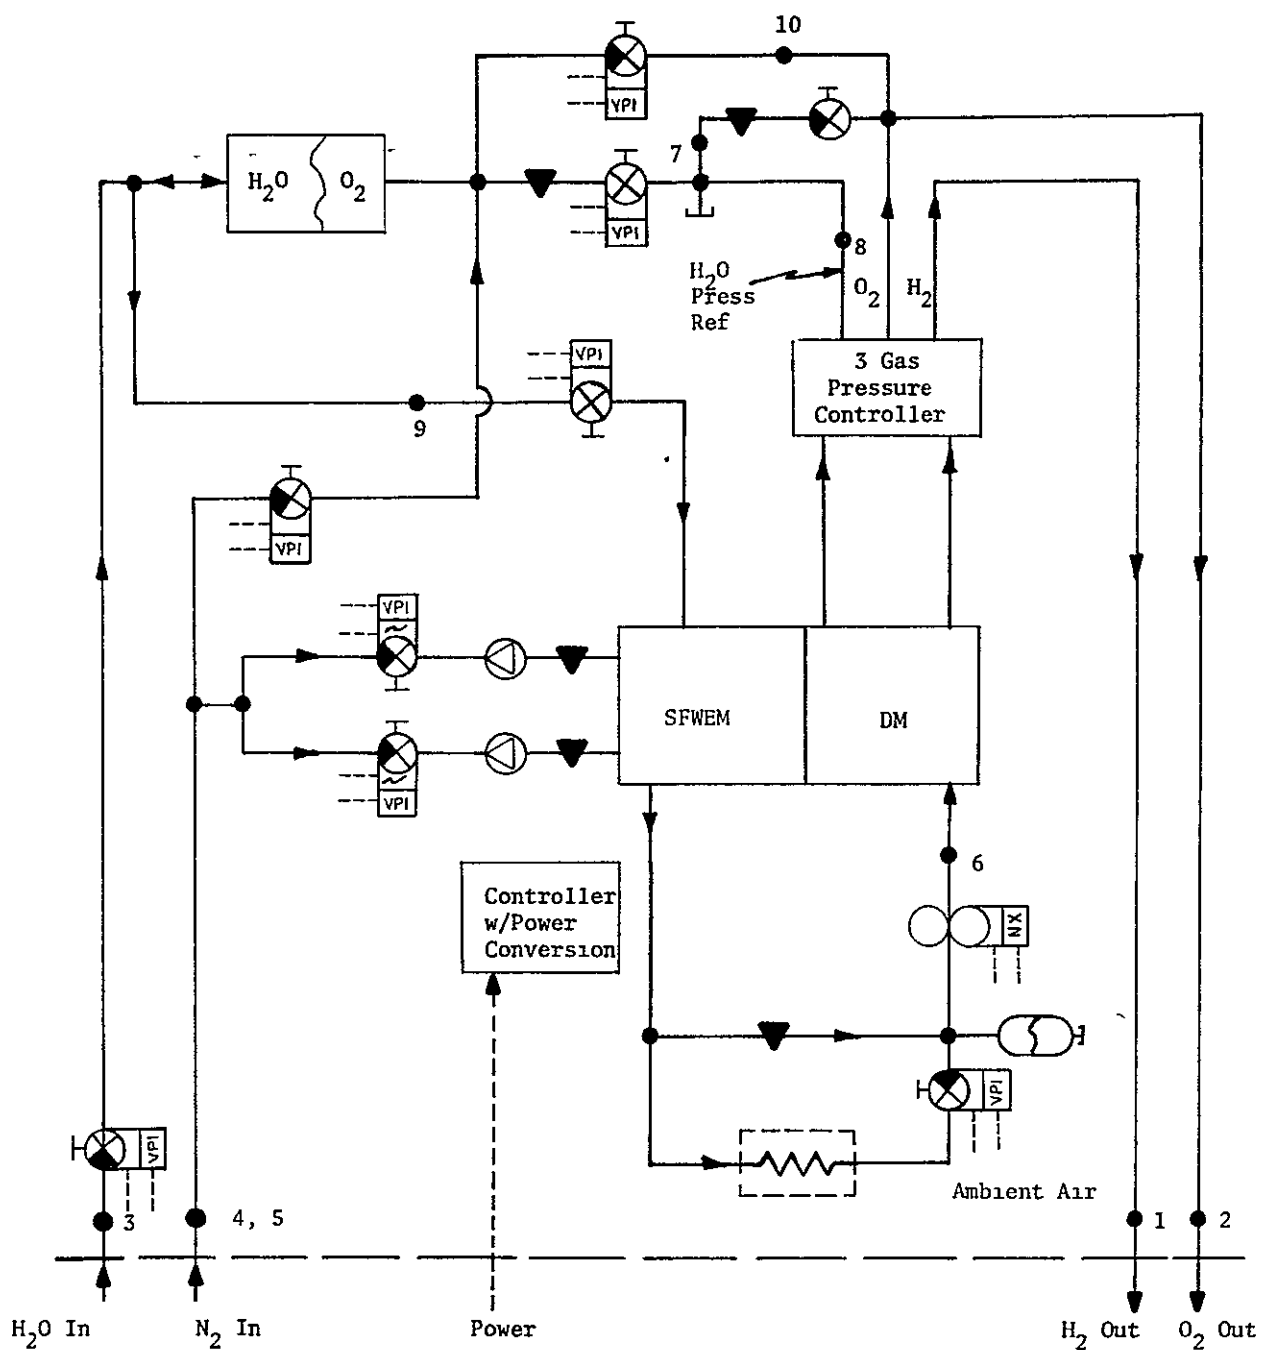 10
VPI
7
H2O
O2
VPI
8
H2O
Press
Ref
O2
H2
VPI
3 Gas
Pressure
Controller
9
VPI
VPI
SFWEM
DM
VPI
6
Controller
w/Power
Conversion
NX
VPI
VPI
Ambient Air
3
4, 5
1
2
H2O In
N2 In
Power
H2 Out
O2 Out